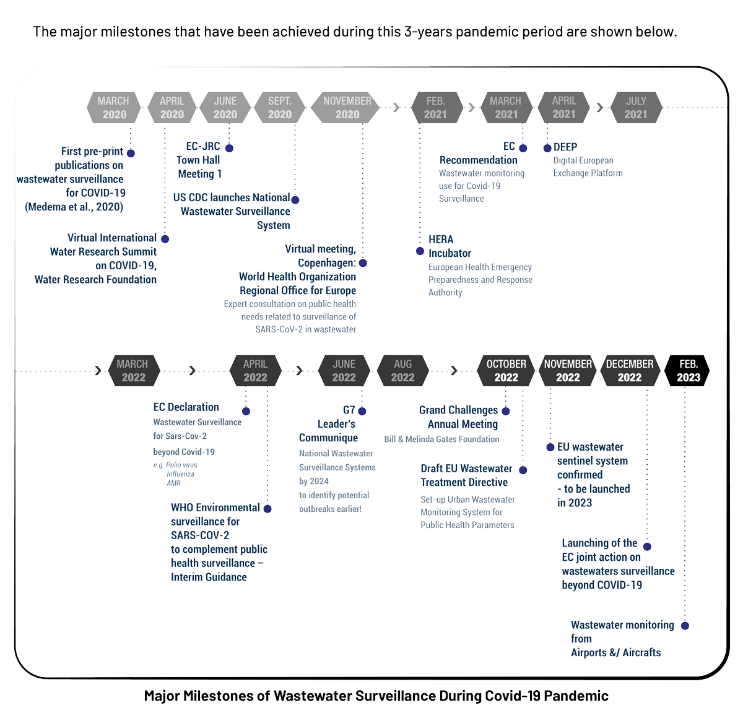 The major milestones that have been achieved during this 3-years pandemic period are shown below.
MARCH
2020
APRIL
2020
JUNE
2020
SEPT.
2020
NOVEMBER
2020
FEB.
2021
MARCH
2021
APRIL
2021
JULY
2021
First pre-print
publications on
wastewater surveillance
for COVID-19
(Medema et al., 2020)
Virtual International
Water Research Summit
on COVID-19,
Water Research Foundation
EC-JRC
Town Hall
Meeting 1
US CDC launches National
Wastewater Surveillance
System
Virtual meeting,
Copenhagen:
World Health Organization
Regional Office for Europe
Expert consultation on public health
needs related to surveillance of
SARS-CoV-2 in wastewater
HERA
Incubator
European Health Emergency
Preparedness and Response
Authority
EC
Recommendation
Wastewater monitoring
use for Covid-19
Surveillance
DEEP
Digital European
Exchange Platform
MARCH
2022
APRIL
2022
JUNE
2022
AUG
2022
OCTOBER
2022
NOVEMBER
2022
DECEMBER
2022
FEB.
2023
EC Declaration
Wastewater Surveillance
for Sars-Cov-2
beyond Covid-19
e.g. Polio virus
Influenza
AMR
WHO Environmental
surveillance for
SARS-COV-2
to complement public
health surveillance –
Interim Guidance
G7
Leader's
Communique
National Wastewater
Surveillance Systems
by 2024
to identify potential
outbreaks earlier!
Grand Challenges
Annual Meeting
Bill & Melinda Gates Foundation
Draft EU Wastewater
Treatment Directive
Set-up Urban Wastewater
Monitoring System for
Public Health Parameters
EU wastewater
sentinel system
confirmed
- to be launched
in 2023
Launching of the
EC joint action on
wastewaters surveillance
beyond COVID-19
Wastewater monitoring
from
Airports &/ Aircrafts
Major Milestones of Wastewater Surveillance During Covid-19 Pandemic